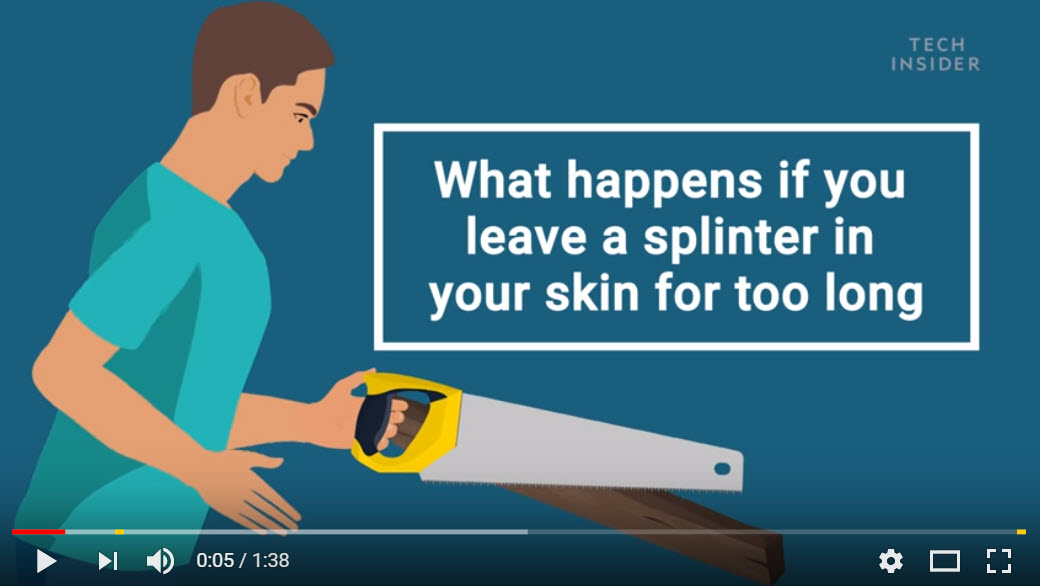 TECH
INSIDER
What happens if you
leave a splinter in
your skin for too long
0:05 / 1:38